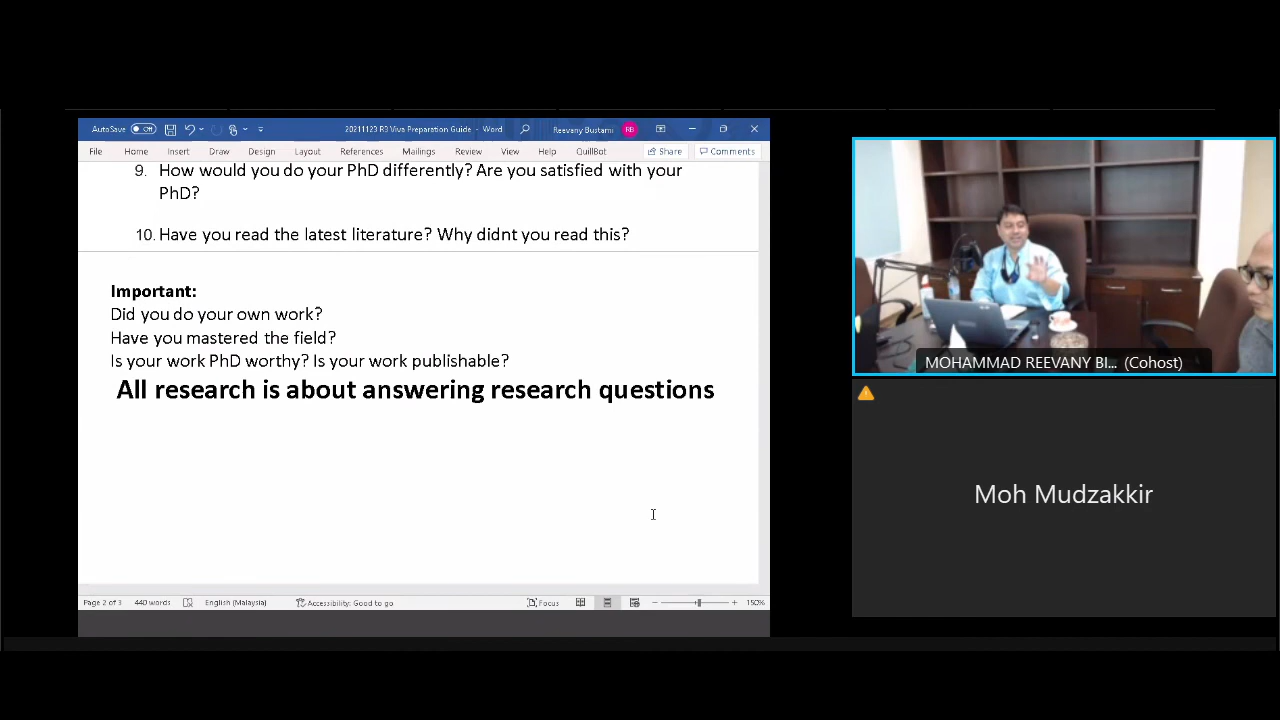 AutoSave Off 20211123 R3 Viva Preparation Guide - Word Reevany Bustami RB
File Home Insert Draw Design Layout References Mailings Review View Help QuillBot Share Comments
9. How would you do your PhD differently? Are you satisfied with your
PhD?
10. Have you read the latest literature? Why didnt you read this?
Important:
Did you do your own work?
Have you mastered the field?
Is your work PhD worthy? Is your work publishable?
All research is about answering research questions
Page 2 of 3 440 words English (Malaysia) Accessibility: Good to go Focus 150%
MOHAMMAD REEVANY BI... (Cohost)
Moh Mudzakkir